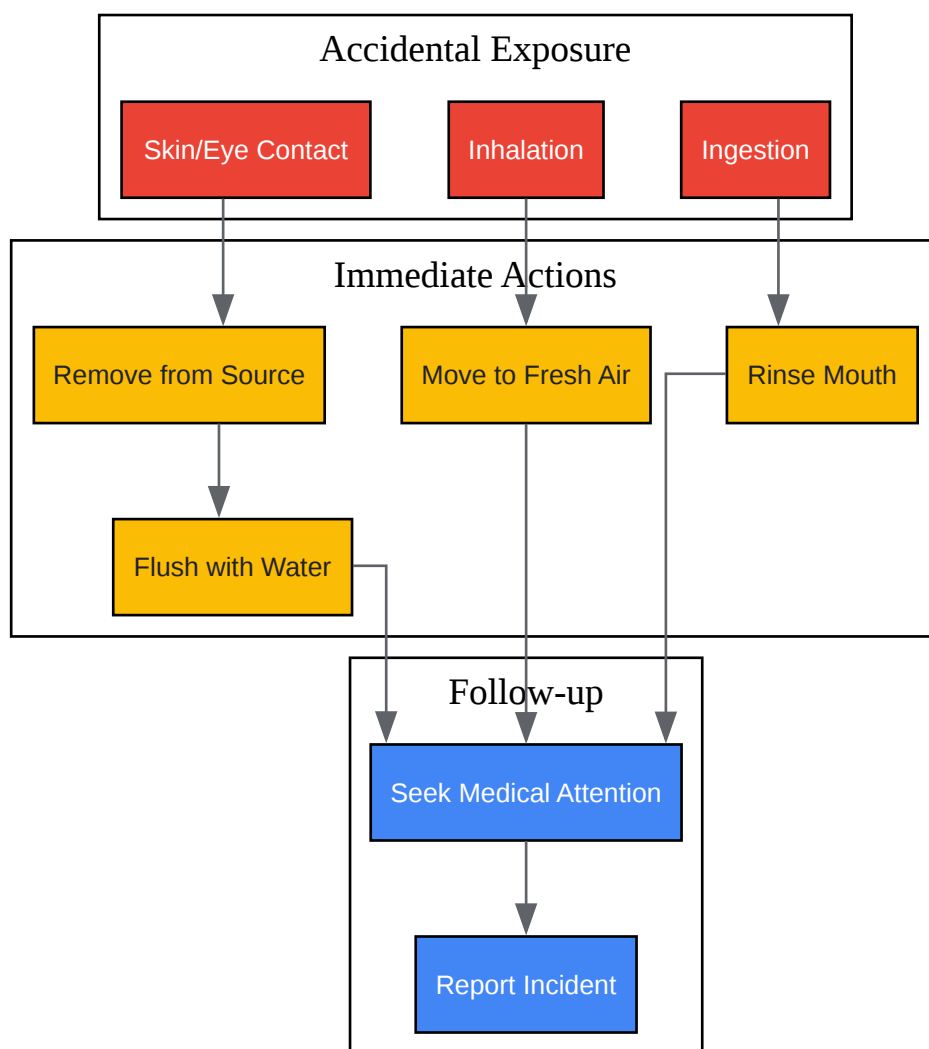 Accidental Exposure
Skin/Eye Contact
Inhalation
Ingestion
Immediate Actions
Remove from Source
Move to Fresh Air
Rinse Mouth
Flush with Water
Follow-up
Seek Medical Attention
Report Incident